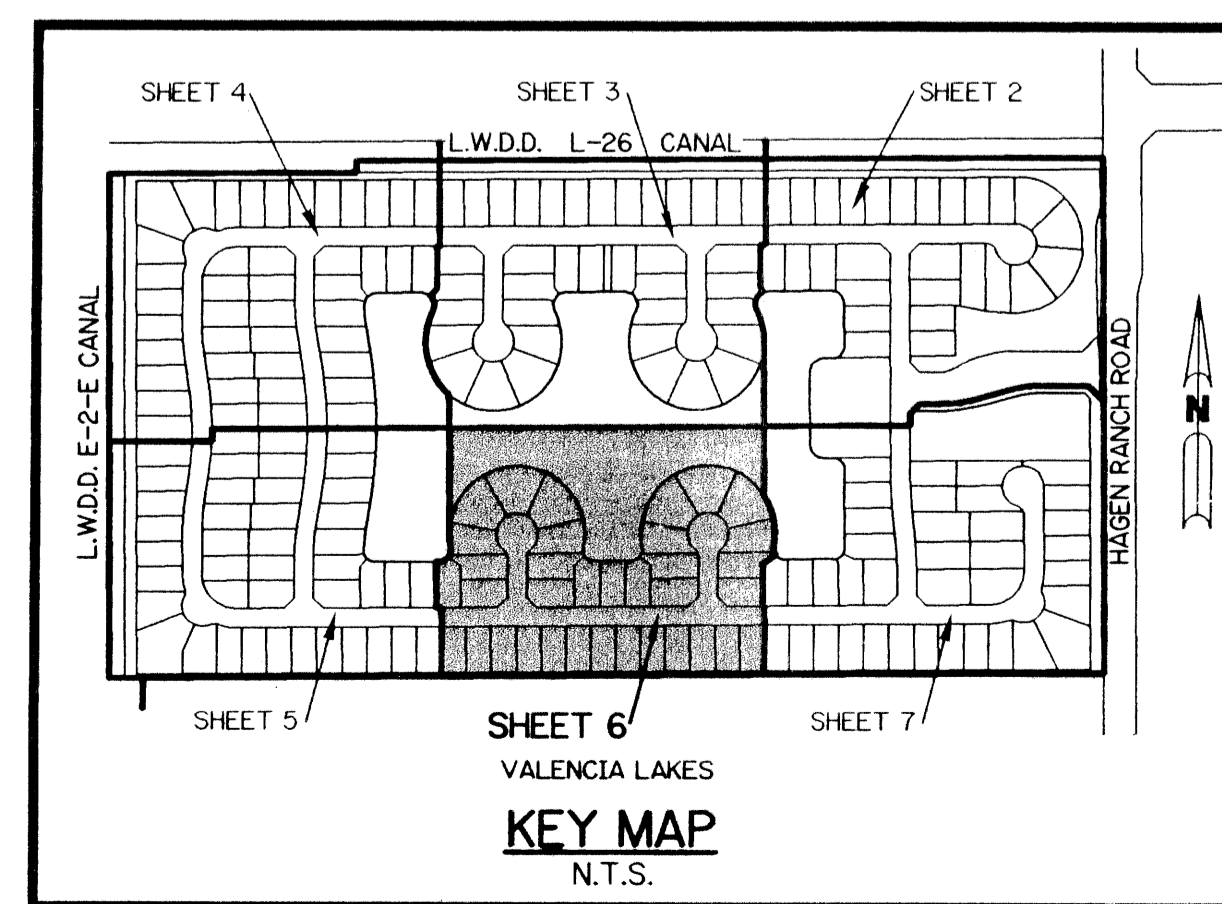 SHEET 4
SHEET 3
SHEET 2
L.W.D.D. L-26 CANAL
L.W.D.D. E-2-E CANAL
HAGEN RANCH ROAD
N
SHEET 5
SHEET 6
SHEET 7
VALENCIA LAKES
KEY MAP
N.T.S.